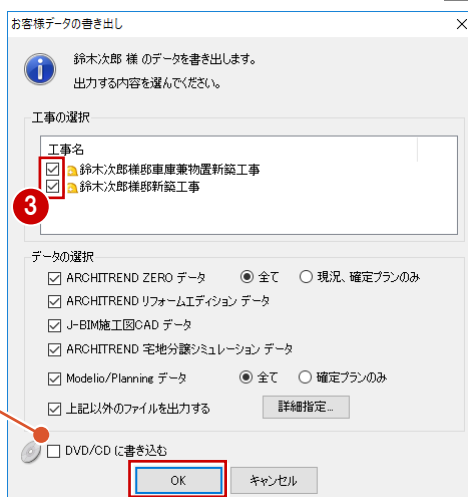 お客様データの書き出し
鈴木次郎 様 のデータを書き出します。
出力する内容を選んでください。
工事の選択
工事名
鈴木次郎様邸車庫兼物置新築工事
鈴木次郎様邸新築工事
3
データの選択
ARCHITREND ZERO データ 全て 現況、確定プランのみ
ARCHITREND リフォームエディション データ
J-BIM施工図CAD データ
ARCHITREND 宅地分譲シミュレーション データ
Modelio/Planning データ 全て 確定プランのみ
上記以外のファイルを出力する 詳細指定...
DVD/CD に書き込む
OK キャンセル